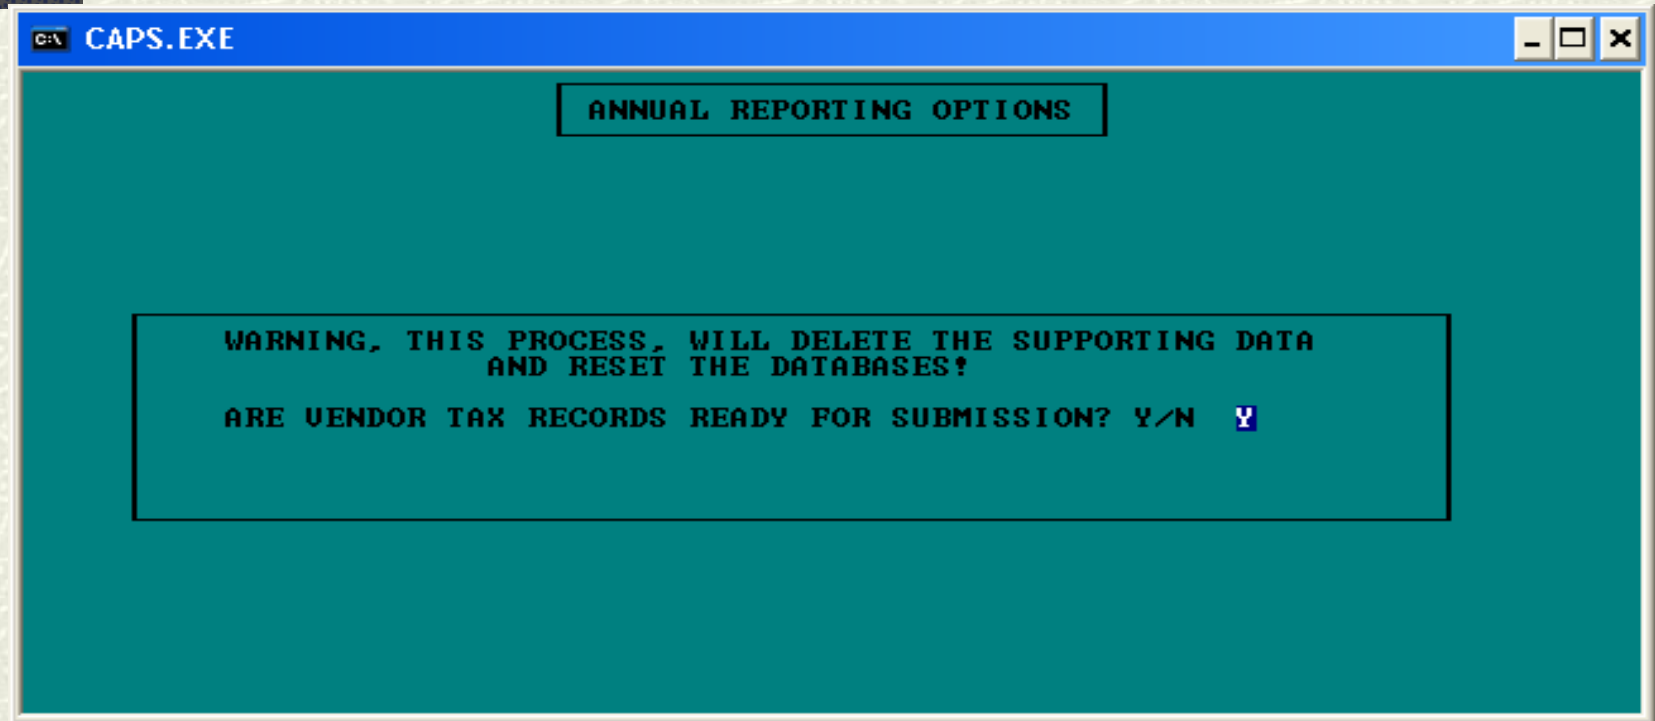 C:\ CAPS.EXE
ANNUAL REPORTING OPTIONS
WARNING, THIS PROCESS, WILL DELETE THE SUPPORTING DATA
AND RESET THE DATABASES!
ARE VENDOR TAX RECORDS READY FOR SUBMISSION? Y/N Y